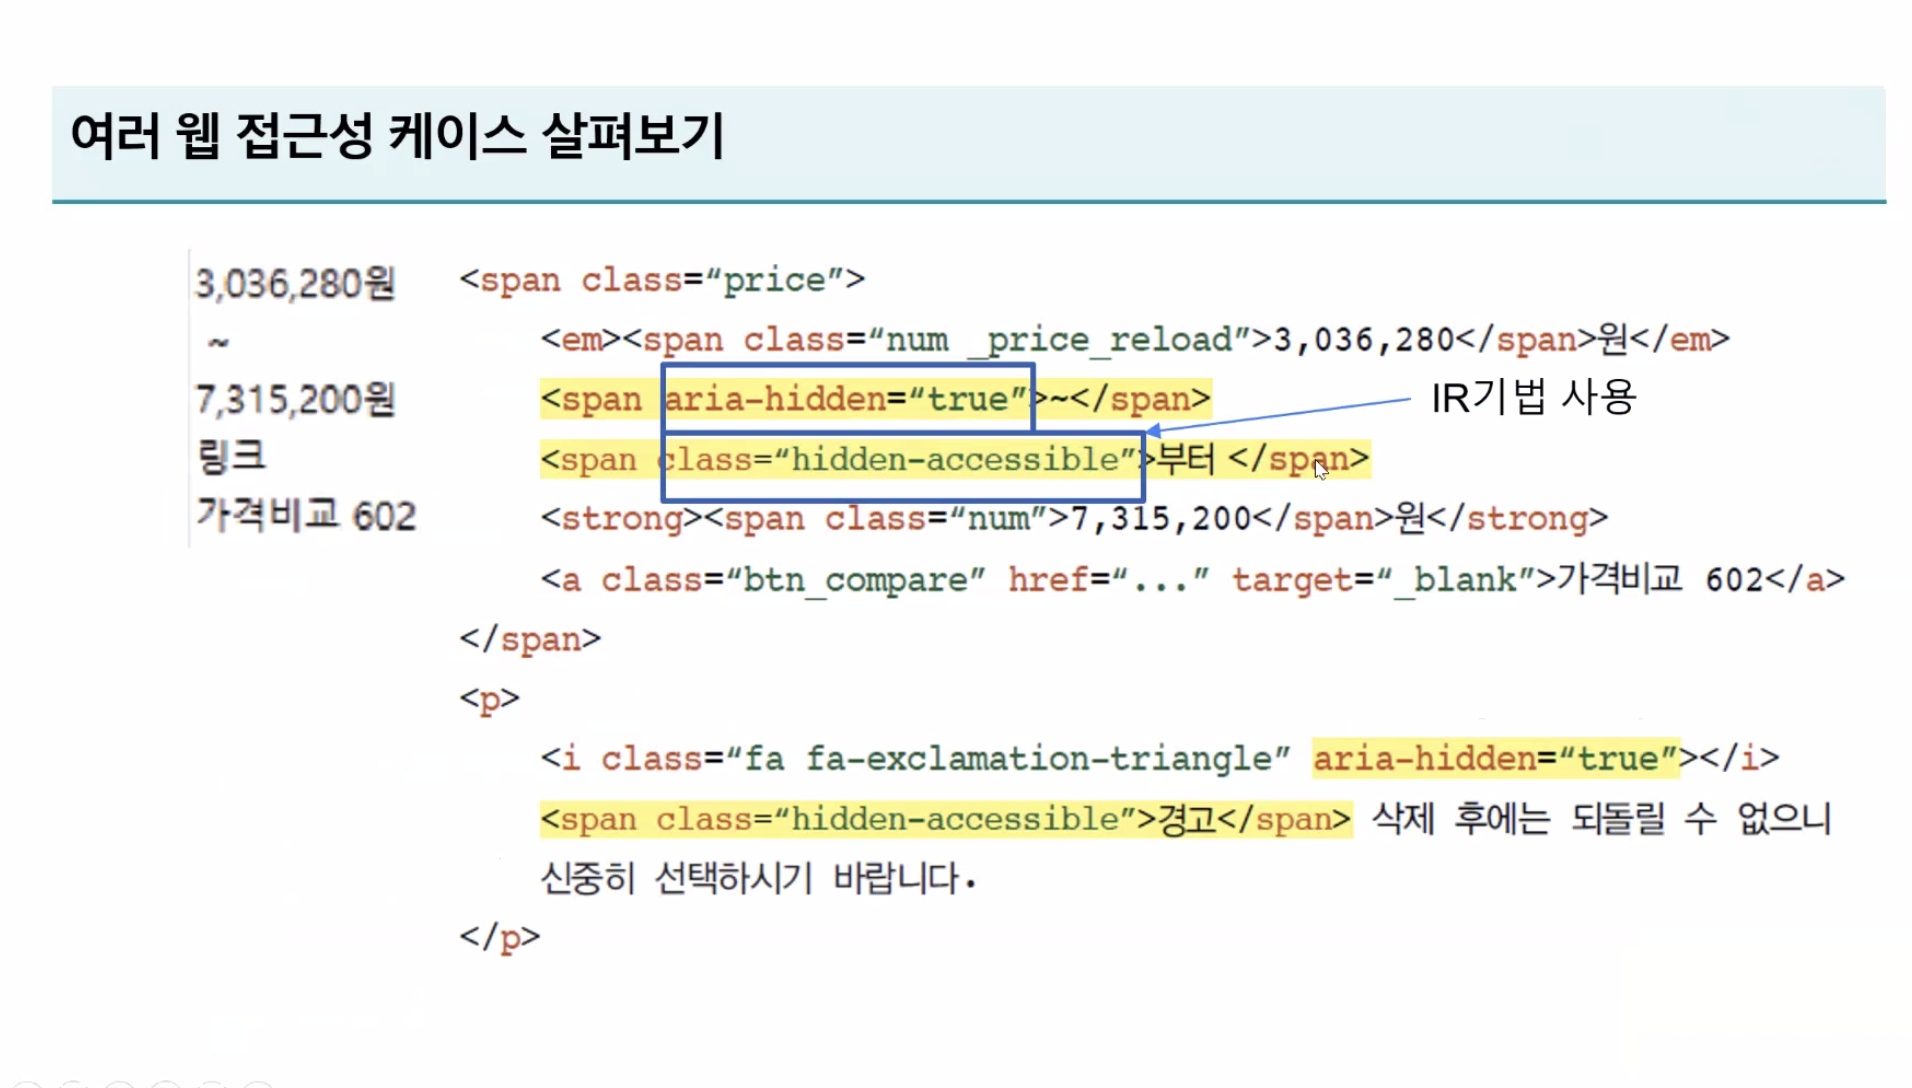 여러 웹 접근성 케이스 살펴보기
3,036,280원
~
7,315,200원
링크
가격비교 602
<span class=“price”>
<em><span class=“num _price_reload”>3,036,280</span>원</em>
<span aria-hidden=“true”>~</span>
IR기법 사용
<span class=“hidden-accessible”>부터 </span>
<strong><span class=“num”>7,315,200</span>원</strong>
<a class=“btn_compare” href=“...” target=“_blank”>가격비교 602</a>
</span>
<p>
<i class=“fa fa-exclamation-triangle” aria-hidden=“true”></i>
<span class=“hidden-accessible”>경고</span> 삭제 후에는 되돌릴 수 없으니
신중히 선택하시기 바랍니다.
</p>